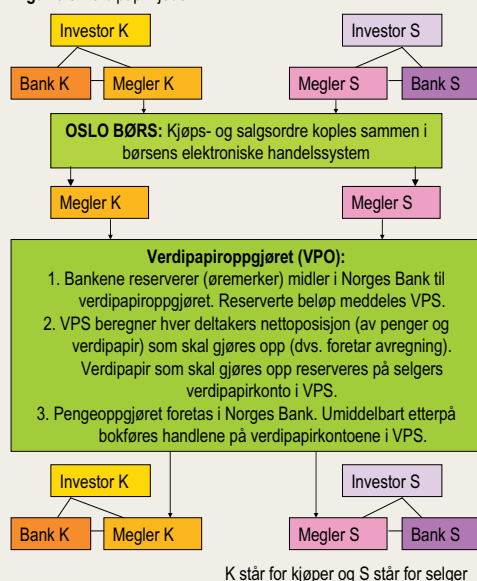 Investor K Investor S
Bank K Megler K Megler S Bank S
OSLO BØRS: Kjøps- og salgsordre koples sammen i
børsens elektroniske handelssystem
Megler K Megler S
Verdipapiroppgjøret (VPO):
1. Bankene reserverer (øremerker) midler i Norges Bank til
verdipapiroppgjøret. Reserverte beløp meddeles VPS.
2. VPS beregner hver deltakers nettoposisjon (av penger og
verdipapir) som skal gjøres opp (dvs. foretar avregning).
Verdipapir som skal gjøres opp reserveres på selgers
verdipapirkonto i VPS.
3. Pengeoppgjøret foretas i Norges Bank. Umiddelbart etterpå
bokføres handlene på verdipapirkontoene i VPS.
Investor K Investor S
Bank K Megler K Megler S Bank S
K står for kjøper og S står for selger